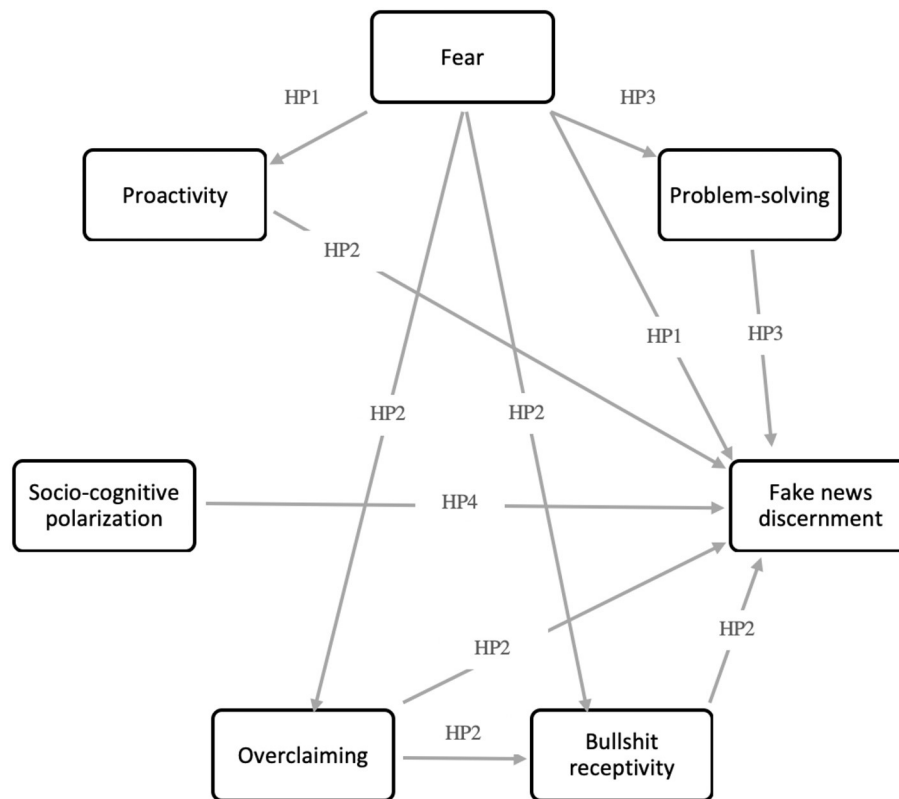 Fear
HP1
HP3
Proactivity
Problem-solving
HP2
HP1
HP3
HP2
HP2
Socio-cognitive
polarization
HP4
Fake news
discernment
HP2
HP2
HP2
Overclaiming
Bullshit
receptivity